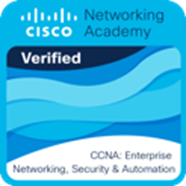 CISCO
Networking
Academy
Verified
CCNA: Enterprise
Networking, Security & Automation